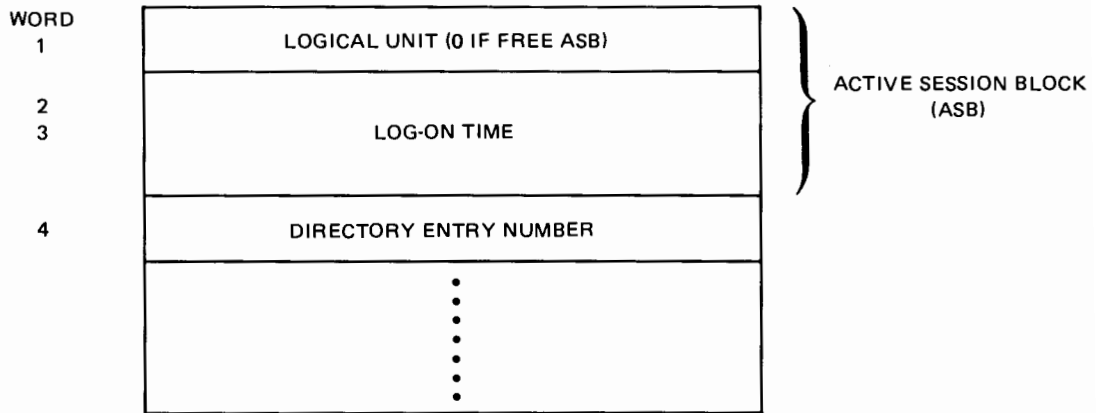 WORD
1
LOGICAL UNIT (0 IF FREE ASB)
2
3
LOG-ON TIME
ACTIVE SESSION BLOCK
(ASB)
4
DIRECTORY ENTRY NUMBER